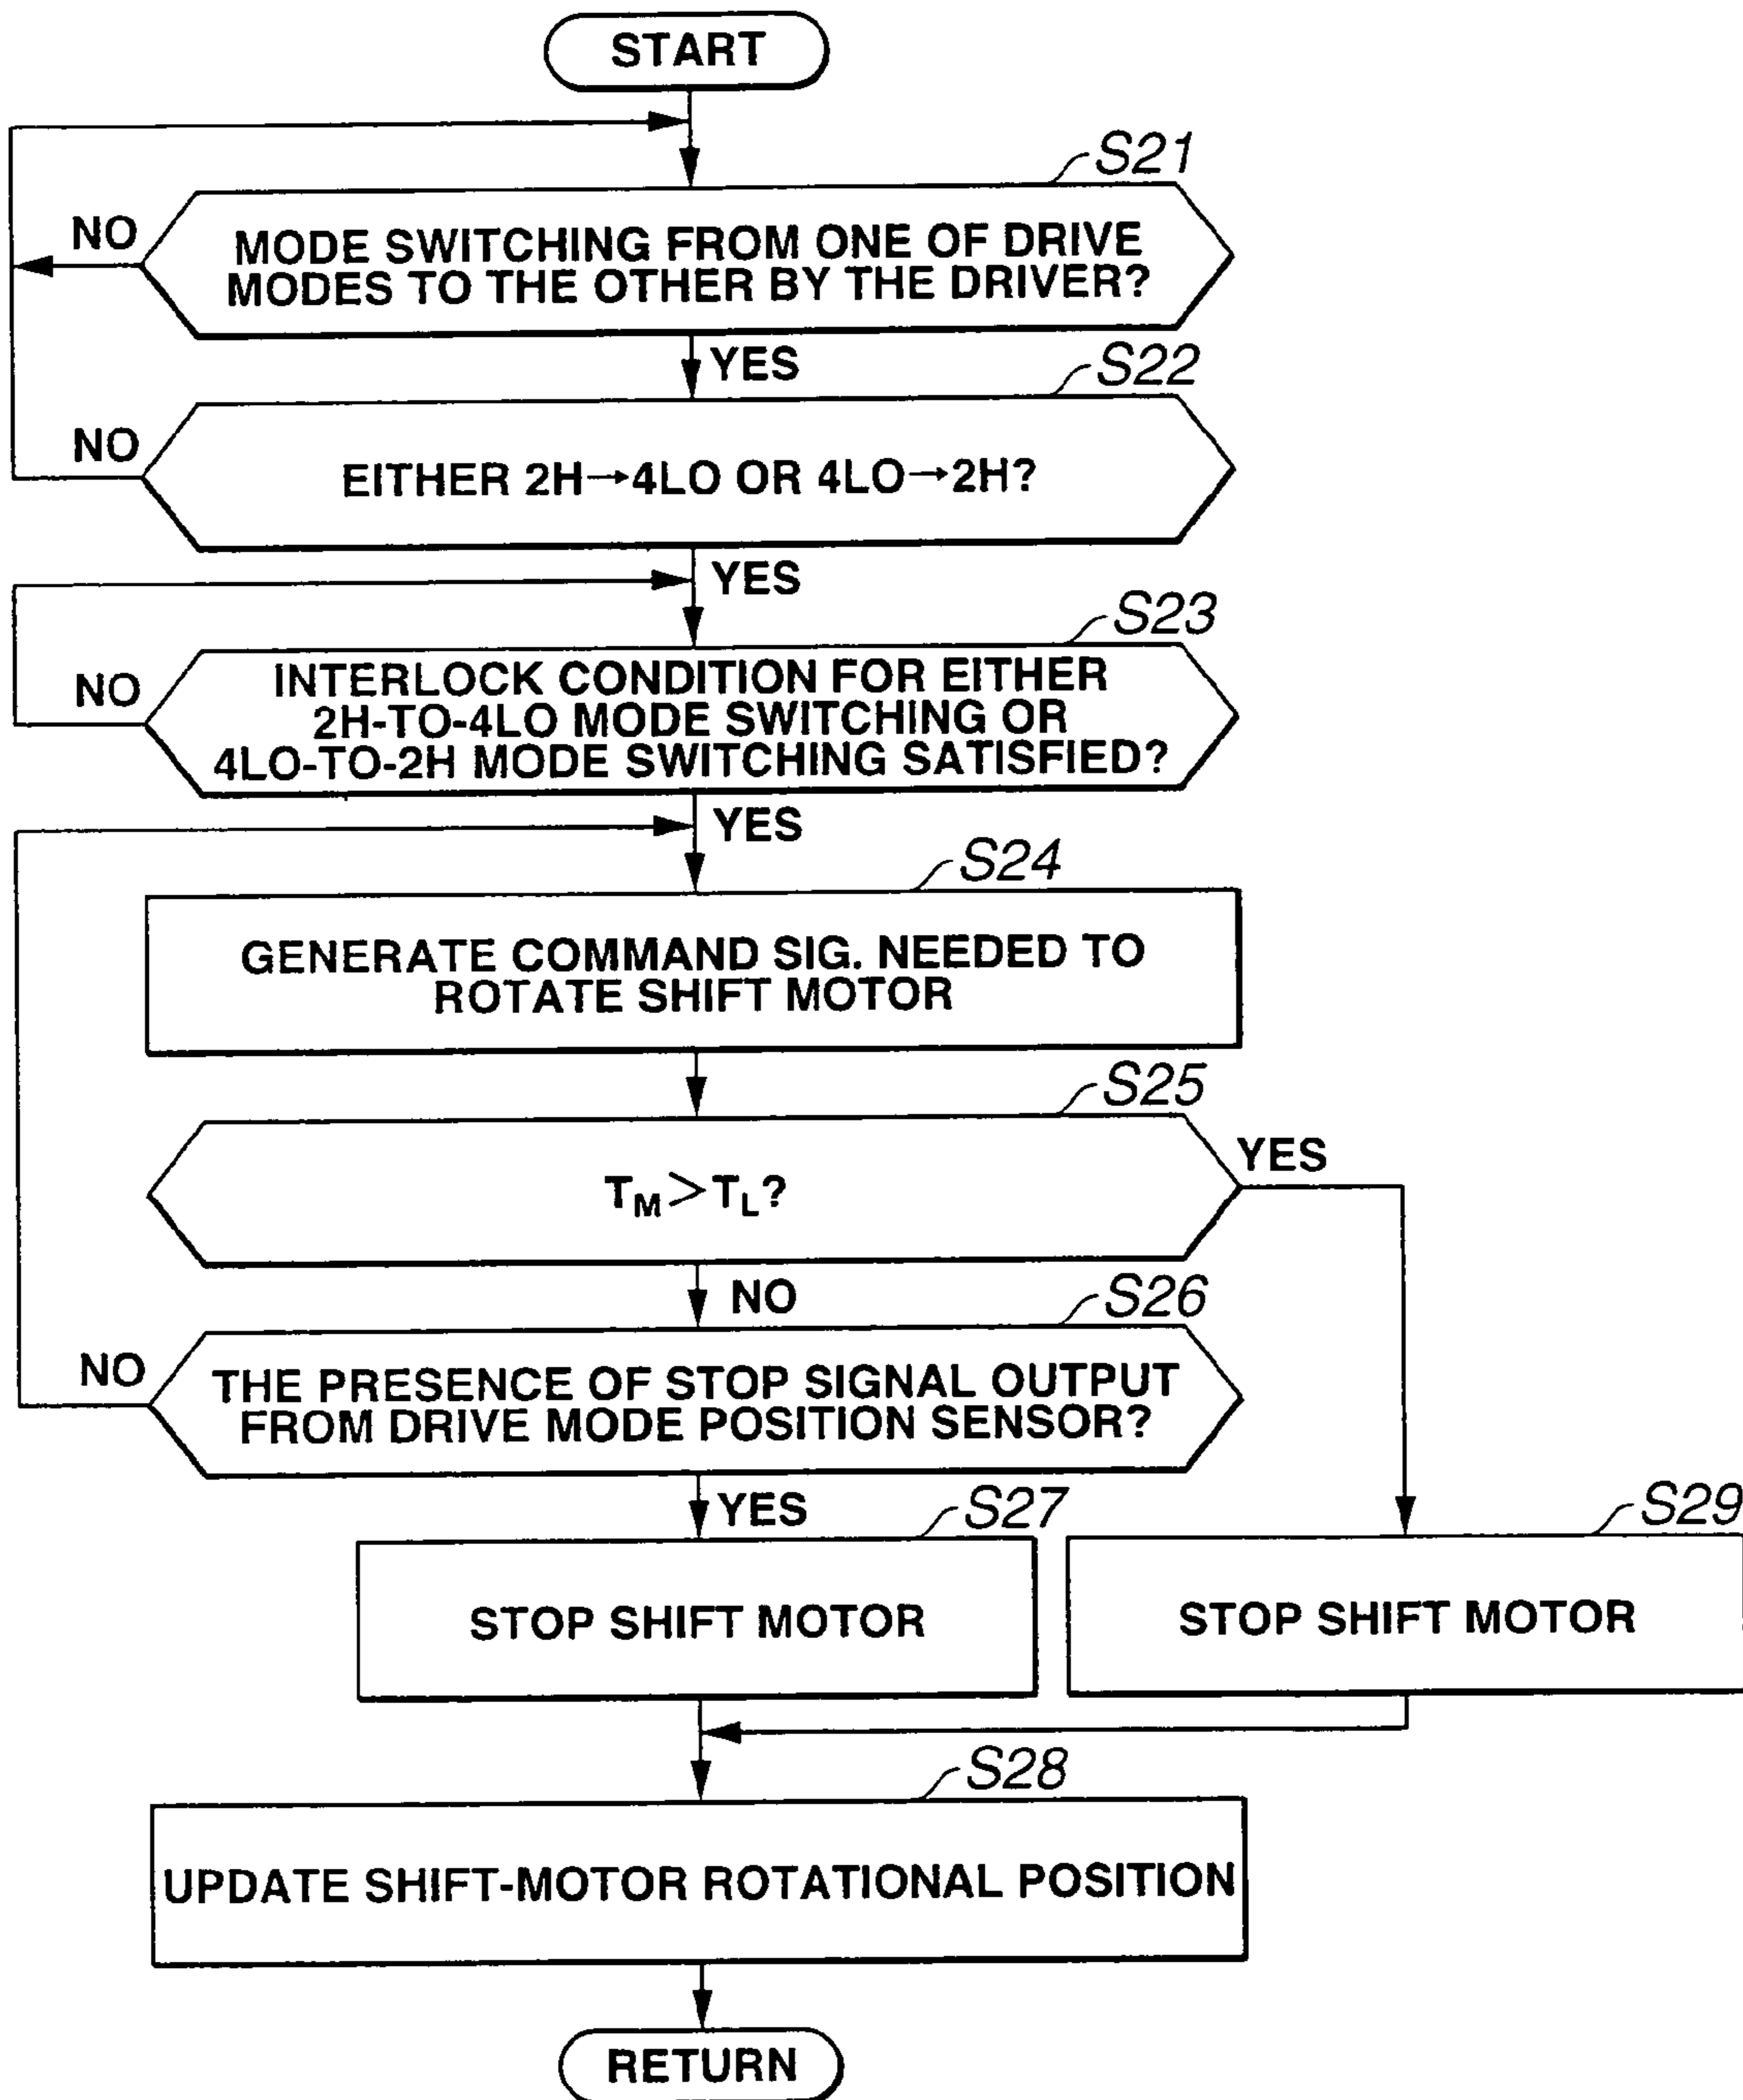 START
S21
NO
MODE SWITCHING FROM ONE OF DRIVE
MODES TO THE OTHER BY THE DRIVER?
YES
S22
NO
EITHER 2H→4LO OR 4LO→2H?
YES
S23
NO
INTERLOCK CONDITION FOR EITHER
2H-TO-4LO MODE SWITCHING OR
4LO-TO-2H MODE SWITCHING SATISFIED?
YES
S24
GENERATE COMMAND SIG. NEEDED TO
ROTATE SHIFT MOTOR
S25
YES
TM>TL?
NO
S26
NO
THE PRESENCE OF STOP SIGNAL OUTPUT
FROM DRIVE MODE POSITION SENSOR?
YES
S27
S29
STOP SHIFT MOTOR
STOP SHIFT MOTOR
S28
UPDATE SHIFT-MOTOR ROTATIONAL POSITION
RETURN